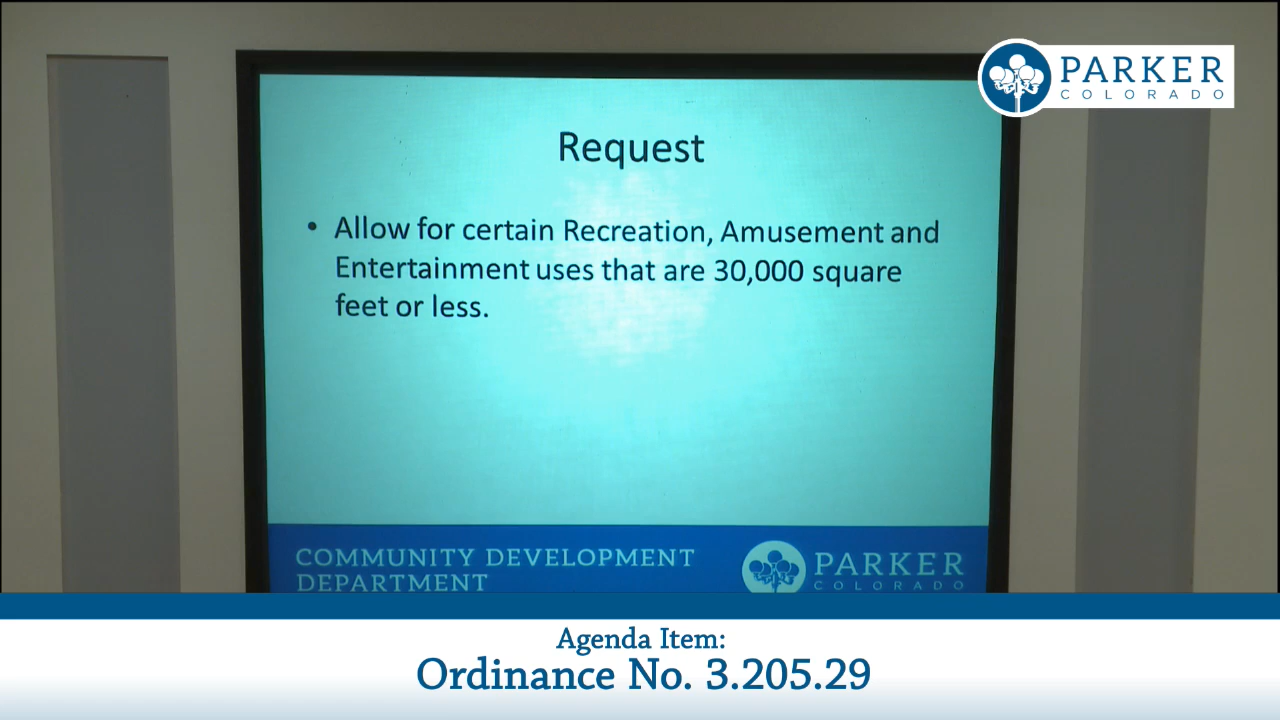 PARKER
COLORADO
Request
• Allow for certain Recreation, Amusement and
Entertainment uses that are 30,000 square
feet or less.
COMMUNITY DEVELOPMENT
DEPARTMENT
PARKER
COLORADO
Agenda Item:
Ordinance No. 3.205.29